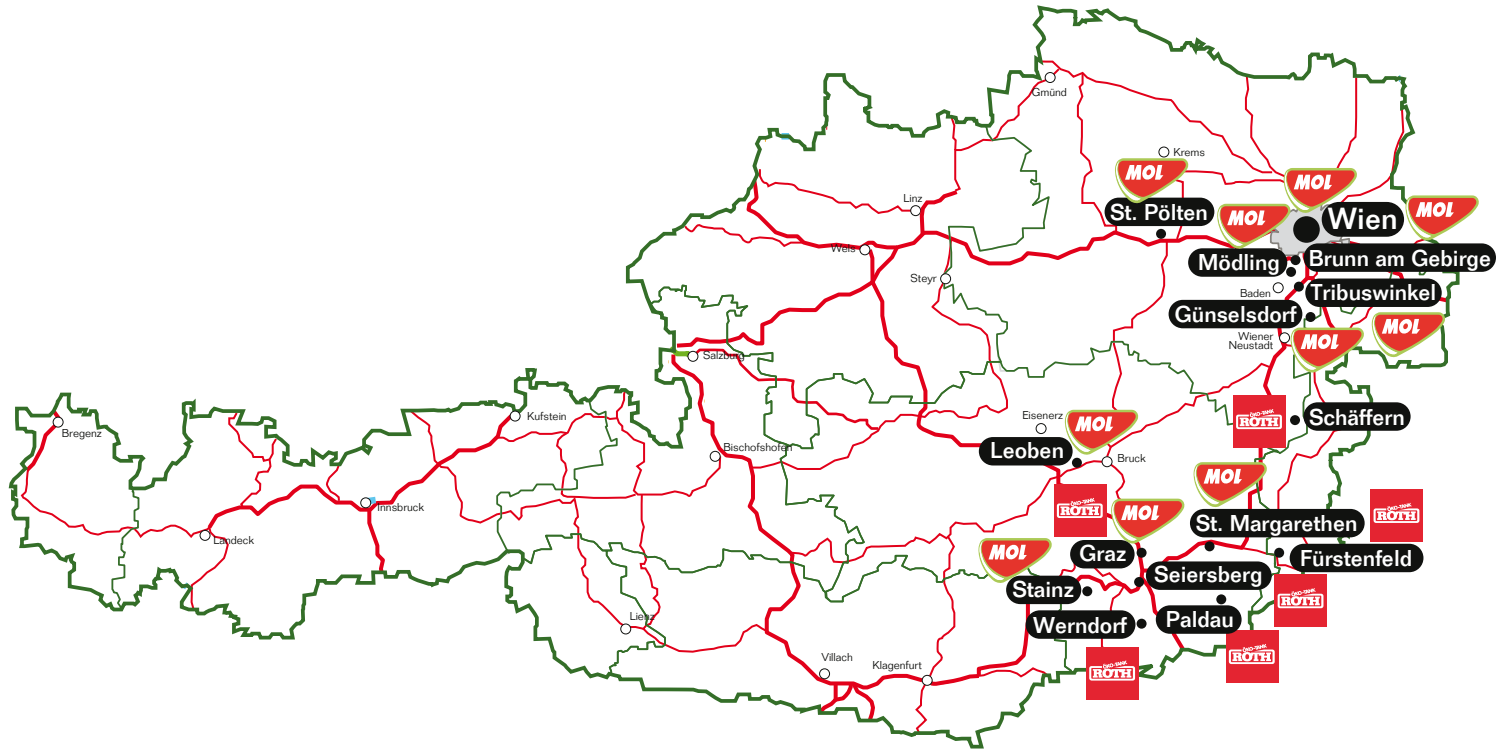 Gmünd
Krems
MOL
MOL
Linz
St. Pölten
MOL
Wien
MOL
Wels
Mödling
Brunn am Gebirge
Steyr
Baden
Tribuswinkel
Günselsdorf
Wiener
Neustadt
MOL
MOL
Salzburg
Kufstein
Eisenerz
MOL
ÖKO-TANK
ROTH
Schäffern
Bregenz
Bischofshofen
Leoben
Bruck
MOL
Innsbruck
ÖKO-TANK
ROTH
MOL
St. Margarethen
ÖKO-TANK
ROTH
Landeck
MOL
Graz
Fürstenfeld
Seiersberg
Stainz
ÖKO-TANK
ROTH
Lienz
Werndorf
Paldau
ÖKO-TANK
ROTH
Villach
Klagenfurt
ÖKO-TANK
ROTH